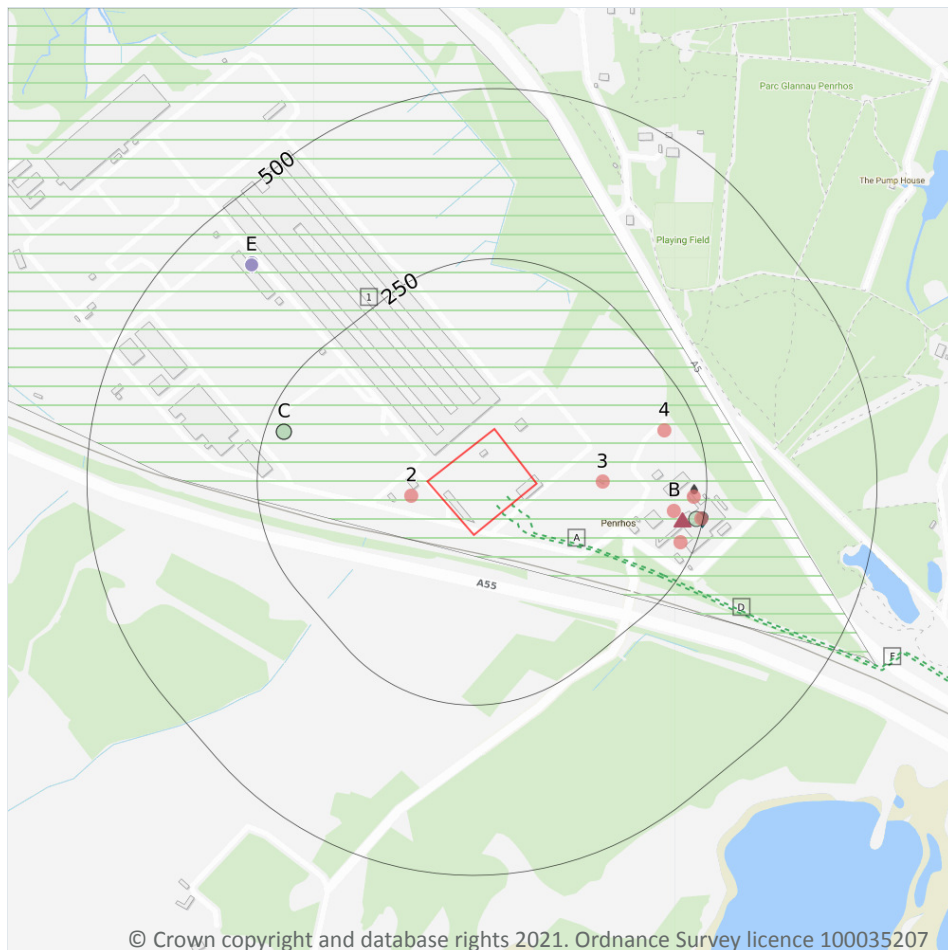 Parc Glannau Penrhos
500
The Pump House
E
Playing Field
1
250
A5
C
4
3
2
B
Penrhos
A
A55
D
F
© Crown copyright and database rights 2021. Ordnance Survey licence 100035207